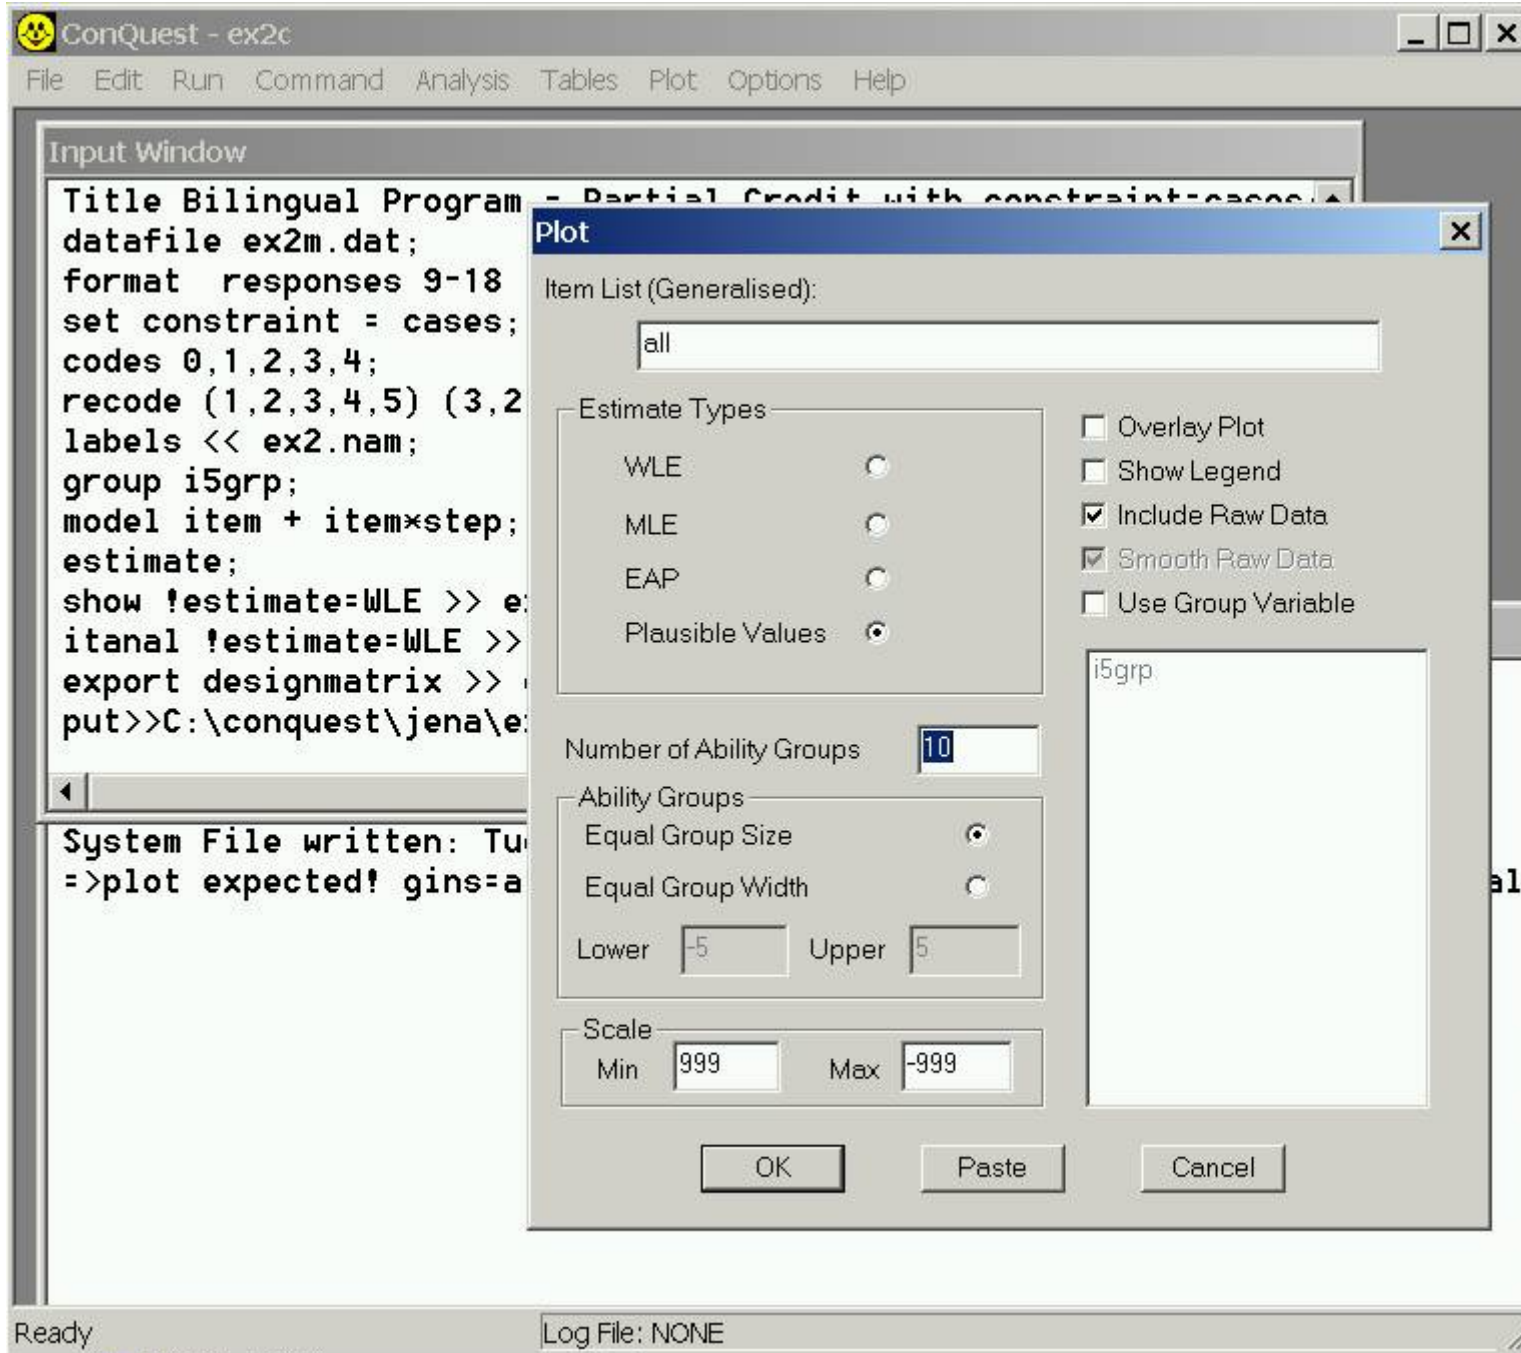 ConQuest - ex2c
File Edit Run Command Analysis Tables Plot Options Help
Input Window
Title Bilingual Program - Partial Credit with constraint=cases
datafile ex2m.dat;
format responses 9-18
set constraint = cases;
codes 0,1,2,3,4;
recode (1,2,3,4,5) (3,2
labels << ex2.nam;
group i5grp;
model item + item*step;
estimate;
show !estimate=WLE >> e
itanal !estimate=WLE >>
export designmatrix >>
put>>C:\conquest\jena\e
System File written: Tu
=>plot expected! gins=a
al
Plot
Item List (Generalised):
all
Estimate Types
WLE
MLE
EAP
Plausible Values
Overlay Plot
Show Legend
Include Raw Data
Smooth Raw Data
Use Group Variable
i5grp
Number of Ability Groups 10
Ability Groups
Equal Group Size
Equal Group Width
Lower -5 Upper 5
Scale
Min 999 Max -999
OK Paste Cancel
Ready Log File: NONE